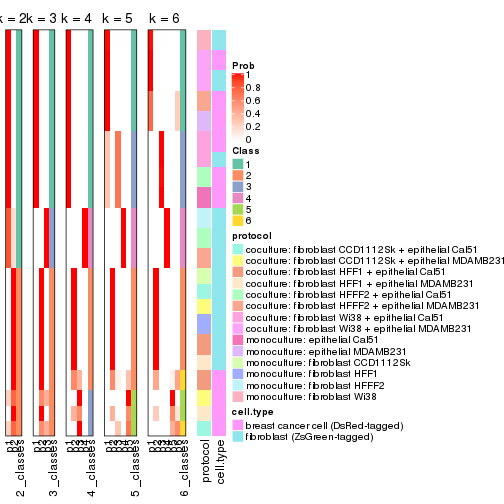 k = 2 k = 3 k = 4 k = 5 k = 6
Prob
1
0.8
0.6
0.4
0.2
0
Class
1
2
3
4
5
6
protocol
coculture: fibroblast CCD1112Sk + epithelial Cal51
coculture: fibroblast CCD1112Sk + epithelial MDAMB231
coculture: fibroblast HFF1 + epithelial Cal51
coculture: fibroblast HFF1 + epithelial MDAMB231
coculture: fibroblast HFFF2 + epithelial Cal51
coculture: fibroblast HFFF2 + epithelial MDAMB231
coculture: fibroblast Wi38 + epithelial Cal51
coculture: fibroblast Wi38 + epithelial MDAMB231
monoculture: epithelial Cal51
monoculture: epithelial MDAMB231
monoculture: fibroblast CCD1112Sk
monoculture: fibroblast HFF1
monoculture: fibroblast HFFF2
monoculture: fibroblast Wi38
cell.type
breast cancer cell (DsRed-tagged)
fibroblast (ZsGreen-tagged)
2_classes
3_classes
4_classes
5_classes
6_classes
protocol
cell.type